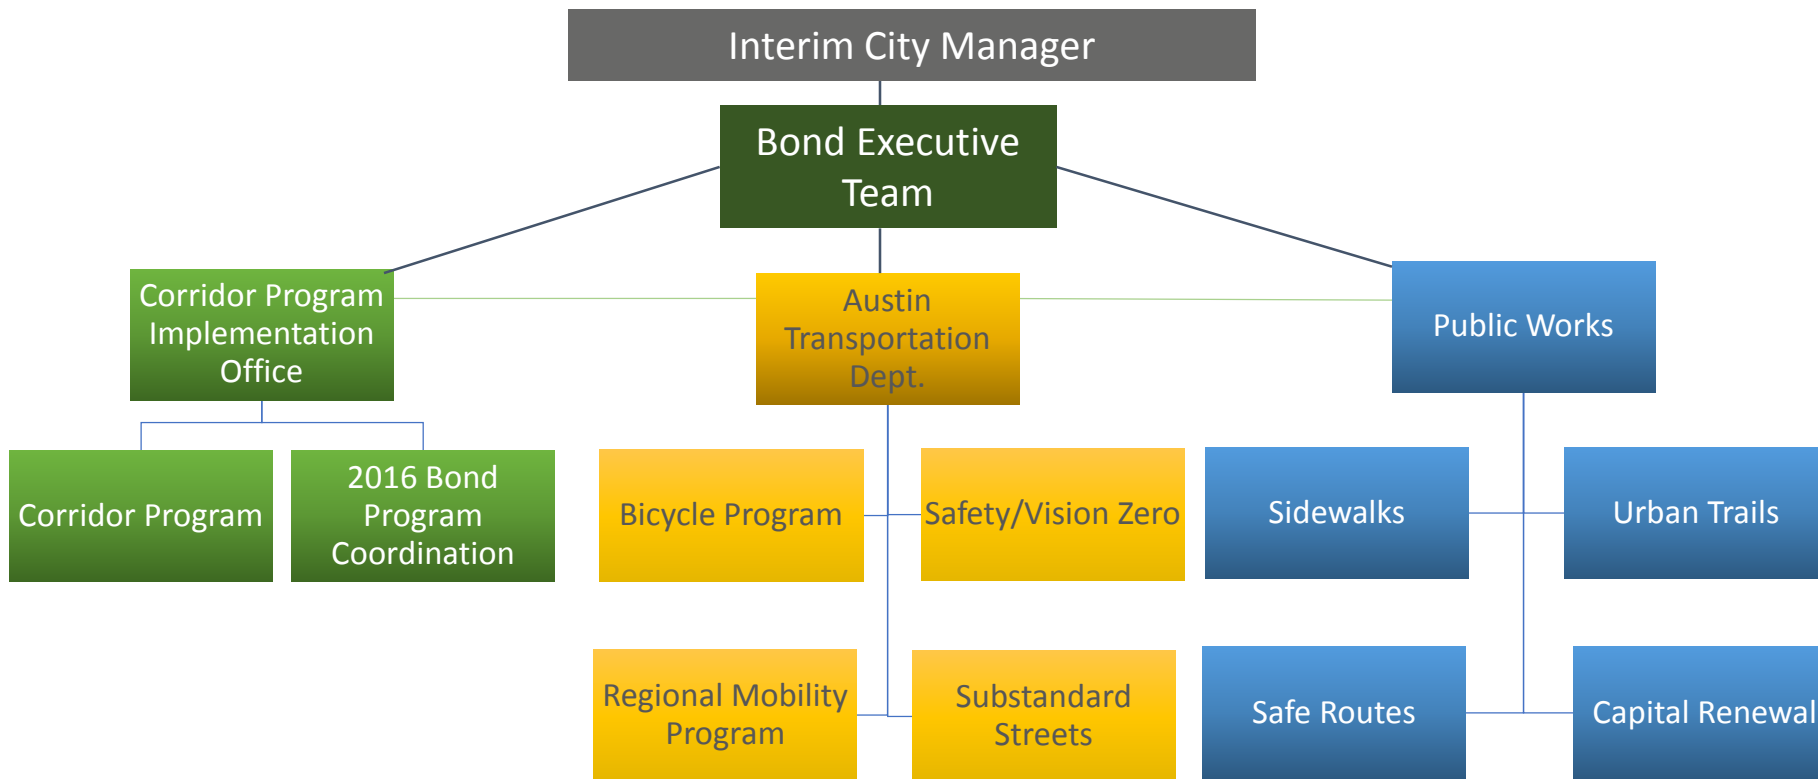 Interim City Manager
Bond Executive
Team
Corridor Program
Implementation
Office
Austin
Transportation
Dept.
Public Works
Corridor Program
2016 Bond
Program
Coordination
Bicycle Program
Safety/Vision Zero
Sidewalks
Urban Trails
Regional Mobility
Program
Substandard
Streets
Safe Routes
Capital Renewal